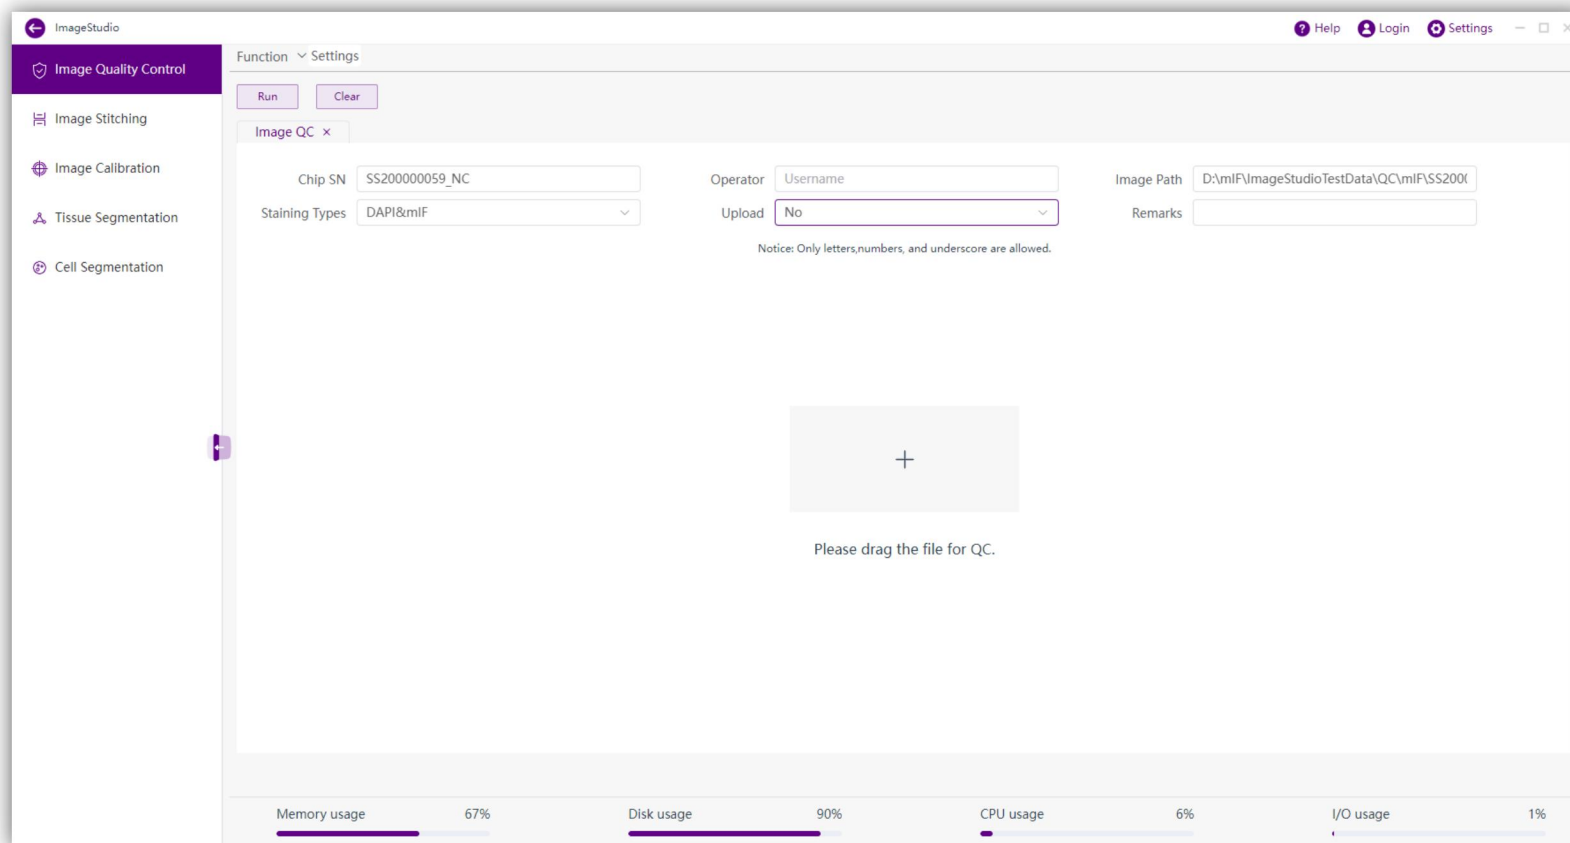 ImageStudio
Help Login Settings
Image Quality Control
Image Stitching
Image Calibration
Tissue Segmentation
Cell Segmentation
Function Settings
Run Clear
Image QC ×
Chip SN SS200000059_NC Operator Username Image Path D:\mIF\ImageStudioTestData\QC\mIF\SS200(
Staining Types DAPI&mIF Upload No Remarks
Notice: Only letters,numbers, and underscore are allowed.
Please drag the file for QC.
Memory usage 67% Disk usage 90% CPU usage 6% I/O usage 1%